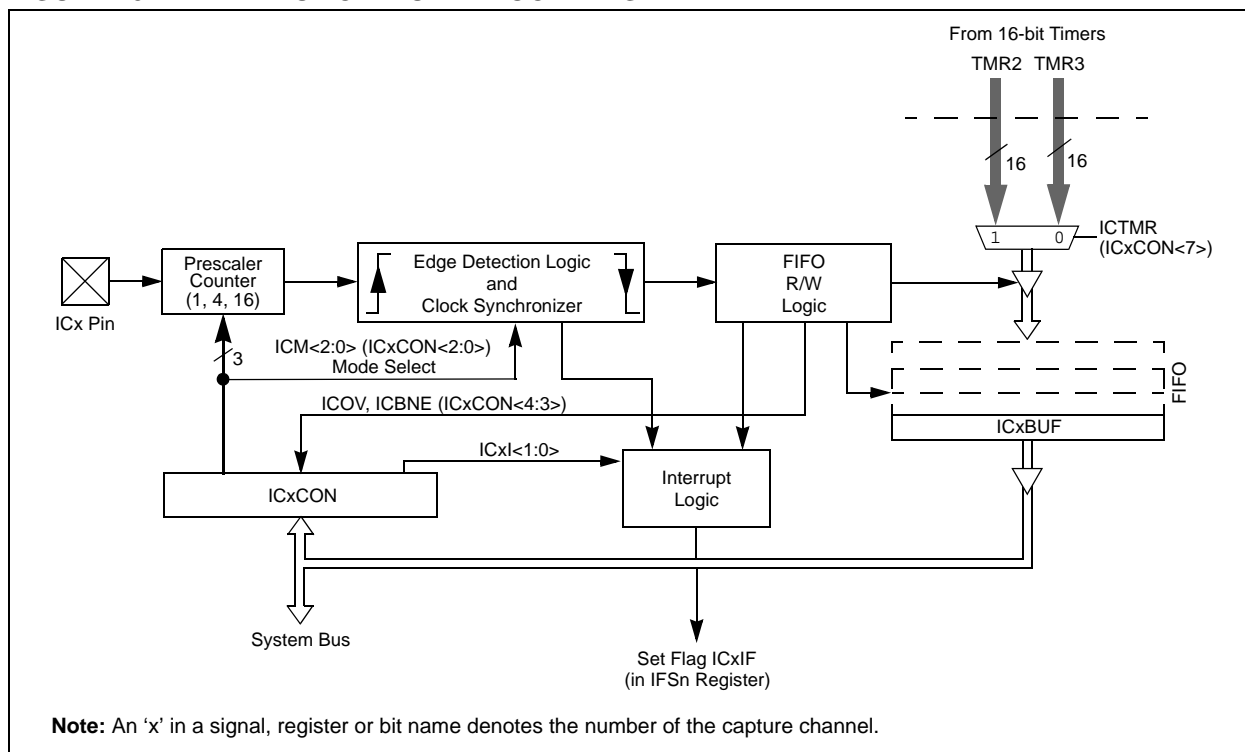 From 16-bit Timers
TMR2 TMR3
16 16
1 0
ICTMR
(ICxCON<7>)
Prescaler
Counter
(1, 4, 16)
Edge Detection Logic
and
Clock Synchronizer
FIFO
R/W
Logic
ICx Pin
3
ICM<2:0> (ICxCON<2:0>)
Mode Select
FIFO
ICOV, ICBNE (ICxCON<4:3>)
ICxBUF
ICxI<1:0>
ICxCON
Interrupt
Logic
System Bus
Set Flag ICxIF
(in IFSn Register)
Note: An ‘x’ in a signal, register or bit name denotes the number of the capture channel.